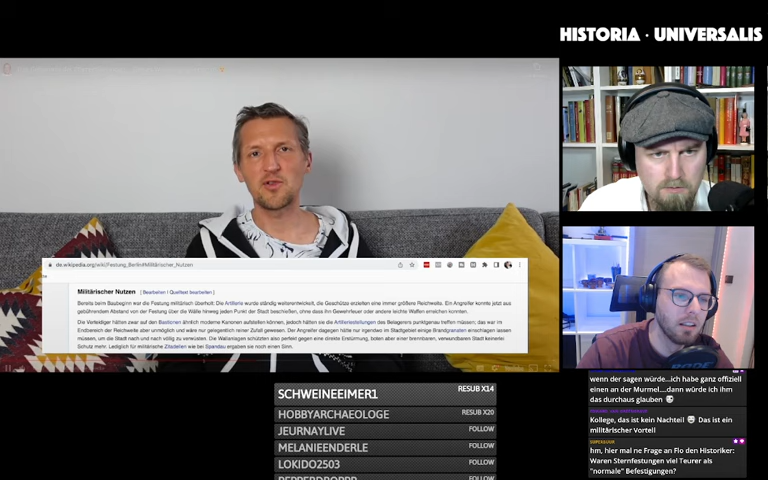 HISTORIA · UNIVERSALIS
de.wikipedia.org/wiki/Festung_Berlin#Militärischer_Nutzen
Militärischer Nutzen [ Bearbeiten | Quelltext bearbeiten ]
Bereits beim Baubeginn war die Festung militärisch überholt: Die Artillerie wurde ständig weiterentwickelt, die Geschütze erzielten eine immer größere Reichweite. Ein Angreifer konnte jetzt aus
gebührendem Abstand von der Festung über die Wälle hinweg jeden Punkt der Stadt beschießen, ohne dass ihn Gewehrfeuer oder andere leichte Waffen erreichen konnten.
Die Verteidiger hätten zwar auf den Bastionen ähnlich moderne Kanonen aufstellen können, jedoch hätten sie die Artilleriestellungen des Belagerers punktgenau treffen müssen; das war im
Endbereich der Reichweite aber unmöglich und wäre nur gelegentlich reiner Zufall gewesen. Der Angreifer dagegen hätte nur irgendwo im Stadtgebiet einige Brandgranaten einschlagen lassen
müssen, um die Stadt nach und nach völlig zu verwüsten. Die Wallanlagen schützten also perfekt gegen eine direkte Erstürmung, boten aber einer brennbaren, verwundbaren Stadt keinerlei
Schutz mehr. Lediglich für militärische Zitadellen wie bei Spandau ergaben sie noch einen Sinn.
SCHWEINEEIMER1 RESUB X14
HOBBYARCHAEOLOGE RESUB X20
JEURNAYLIVE FOLLOW
MELANIEENDERLE FOLLOW
LOKIDO2503 FOLLOW
FOLLOW
wenn der sagen würde...ich habe ganz offiziell
einen an der Murmel....dann würde ich ihm
das durchaus glauben
Kollege, das ist kein Nachteil! Das ist ein
militärischer Vorteil
hm, hier mal ne Frage an Flo den Historiker:
Waren Sternfestungen viel Teurer als
"normale" Befestigungen?